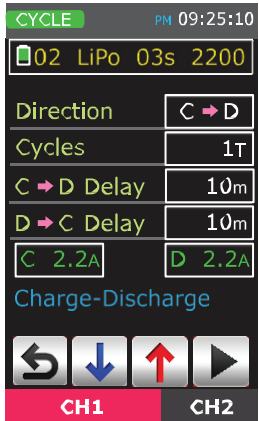 CYCLE PM 09:25:10
02 LiPo 03s 2200
Direction C ➡ D
Cycles 1T
C ➡ D Delay 10m
D ➡ C Delay 10m
C 2.2A D 2.2A
Charge-Discharge
CH1 CH2